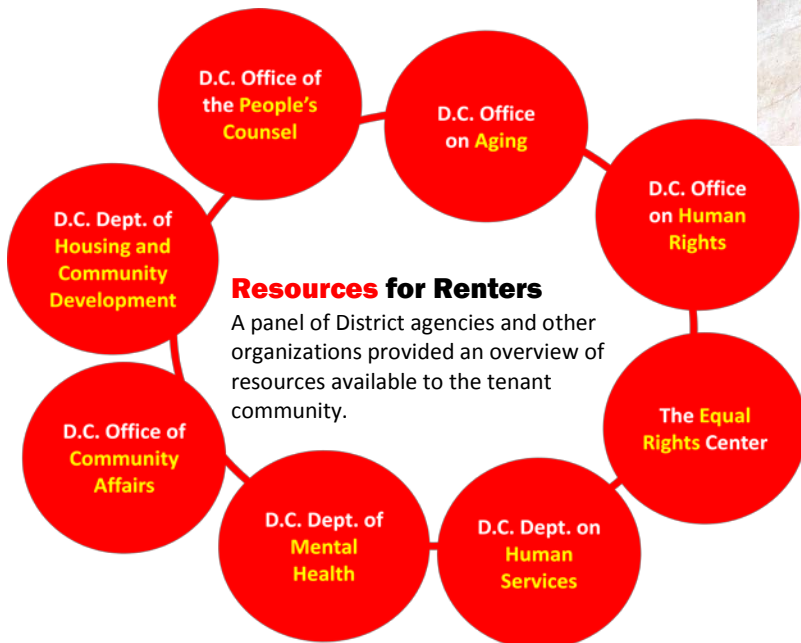 D.C. Office of
the People's
Counsel
D.C. Office
on Aging
D.C. Office
on Human
Rights
D.C. Dept. of
Housing and
Community
Development
Resources for Renters
A panel of District agencies and other
organizations provided an overview of
resources available to the tenant
community.
The Equal
Rights Center
D.C. Office of
Community
Affairs
D.C. Dept. of
Mental
Health
D.C. Dept. on
Human
Services